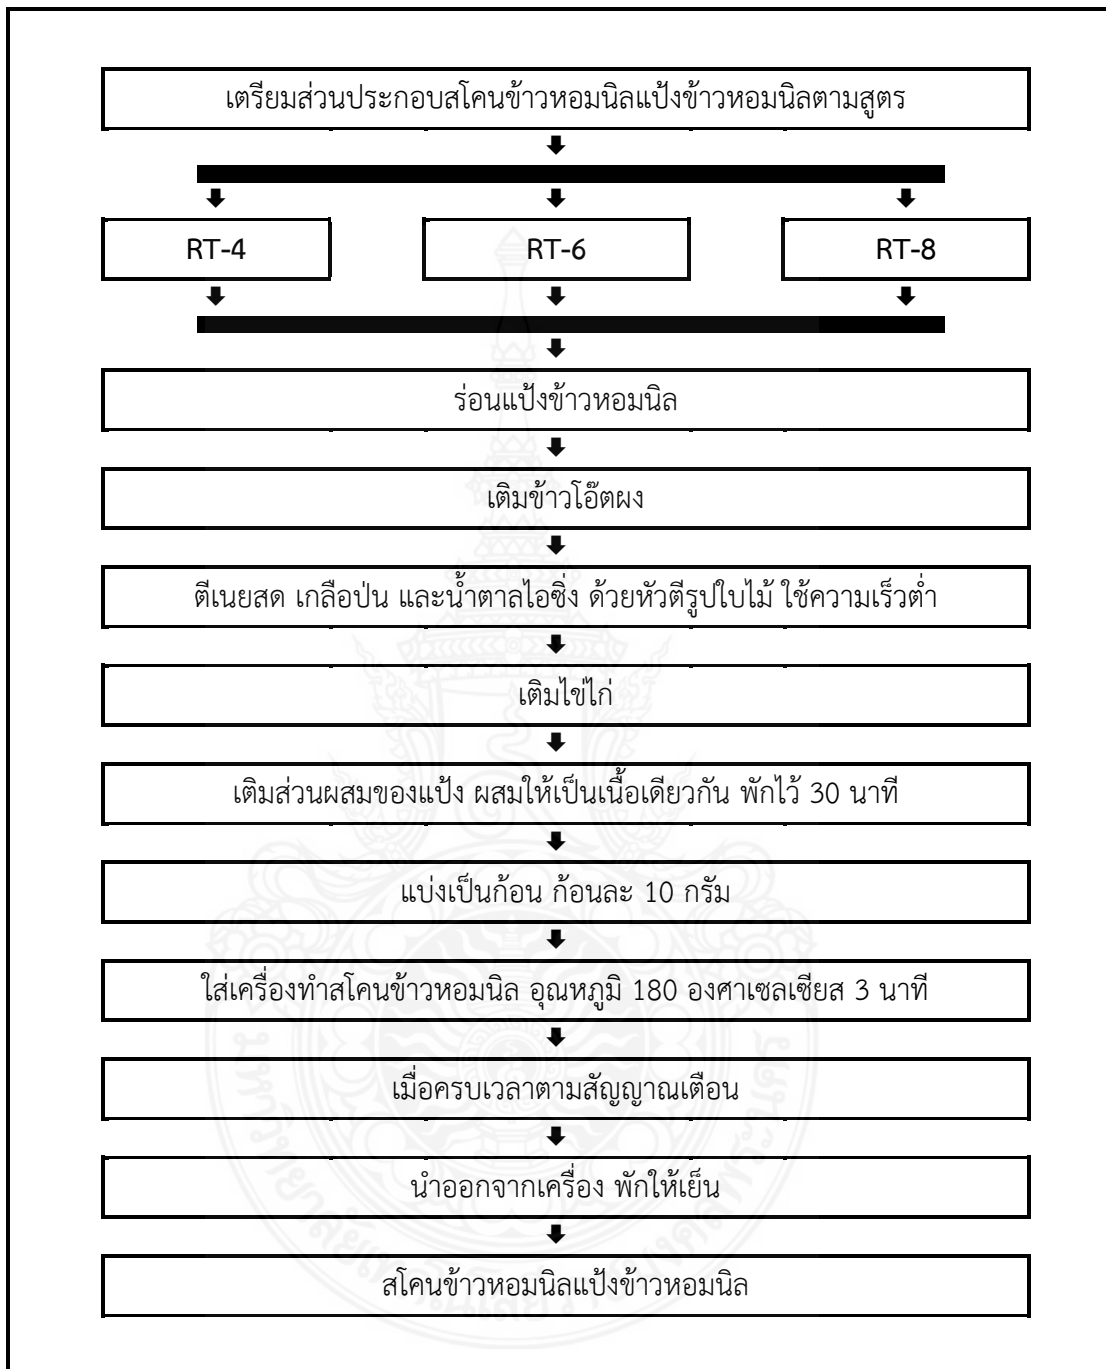 เตรียมส่วนประกอบสโคนข้าวหอมนิลแป้งข้าวหอมนิลตามสูตร
RT-4 RT-6 RT-8
ร่อนแป้งข้าวหอมนิล
เติมข้าวโอ๊ตผง
ตีเนยสด เกลือป่น และน้ำตาลไอซิ่ง ด้วยหัวตีรูปใบไม้ ใช้ความเร็วต่ำ
เติมไข่ไก่
เติมส่วนผสมของแป้ง ผสมให้เป็นเนื้อเดียวกัน พักไว้ 30 นาที
แบ่งเป็นก้อน ก้อนละ 10 กรัม
ใส่เครื่องทำสโคนข้าวหอมนิล อุณหภูมิ 180 องศาเซลเซียส 3 นาที
เมื่อครบเวลาตามสัญญาณเตือน
นำออกจากเครื่อง พักให้เย็น
สโคนข้าวหอมนิลแป้งข้าวหอมนิล